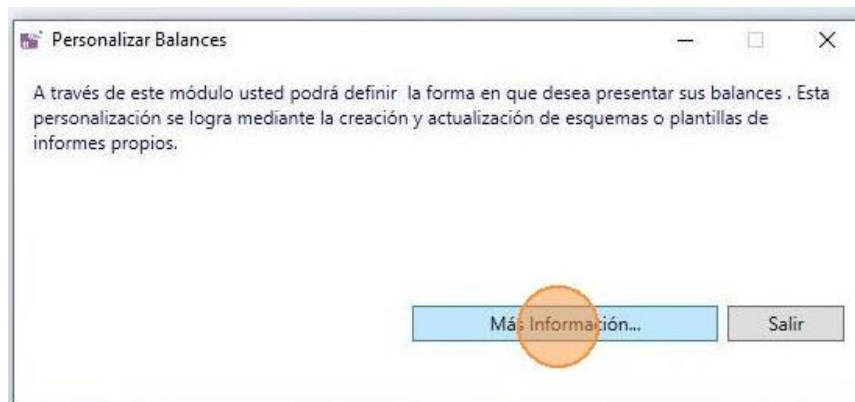 Personalizar Balances
A través de este módulo usted podrá definir la forma en que desea presentar sus balances . Esta
personalización se logra mediante la creación y actualización de esquemas o plantillas de
informes propios.
Más Información...
Salir